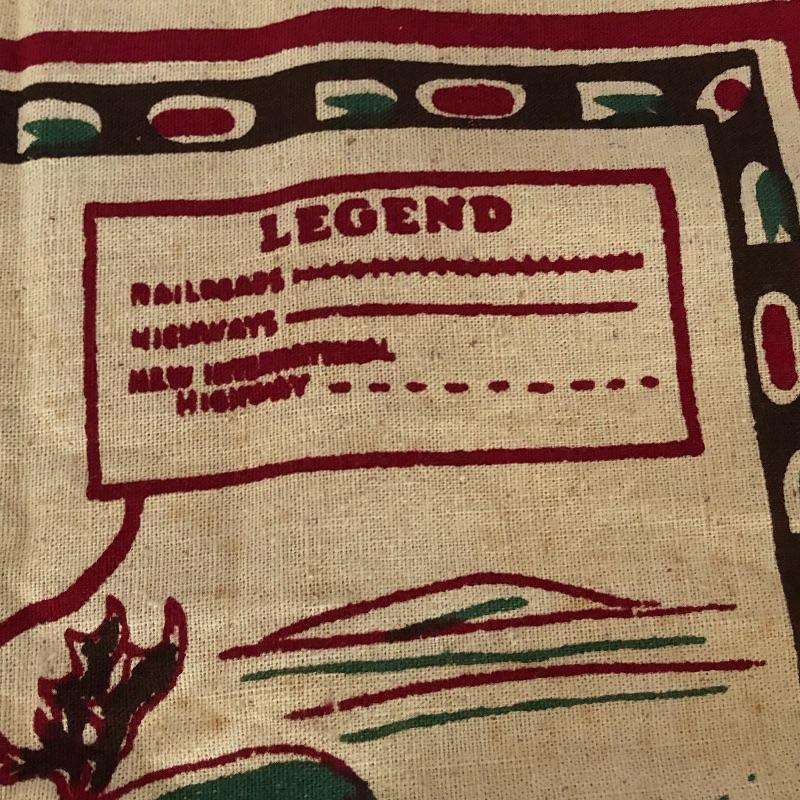 LEGEND
RAILROADS
HIGHWAYS
NEW INTERNATIONAL
HIGHWAY